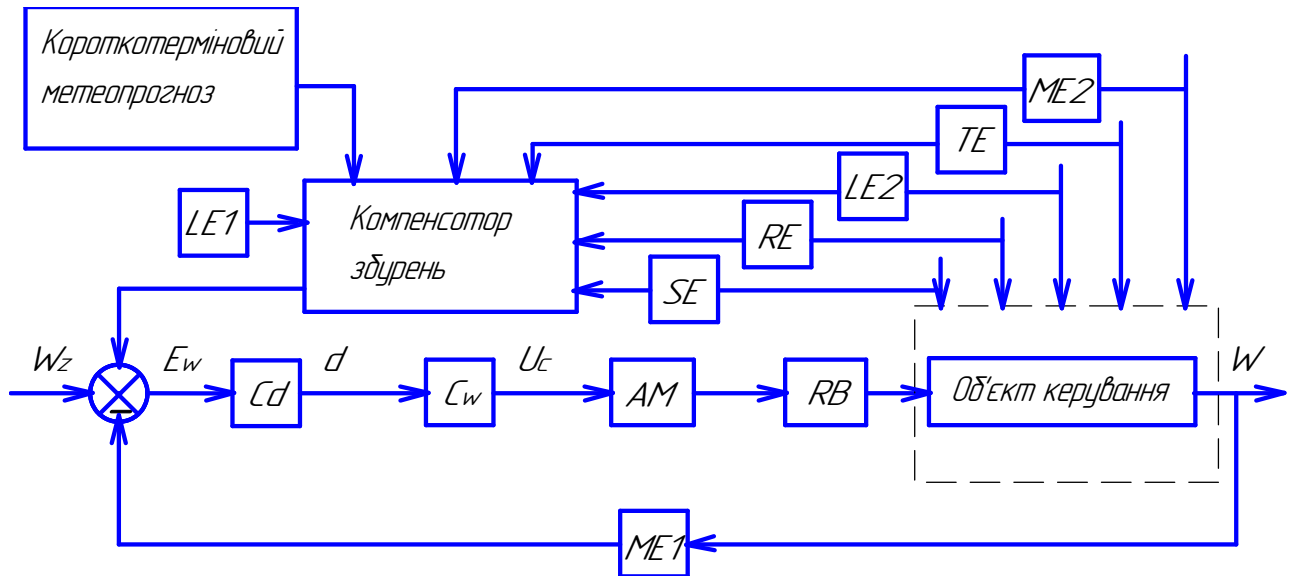 Короткотерміновий
метеопрогноз
ME2
TE
LE2
LE1
Компенсатор
збурень
RE
SE
Wz
Ew
Cd
d
Cw
Uc
AM
RB
Об'єкт керування
W
ME1